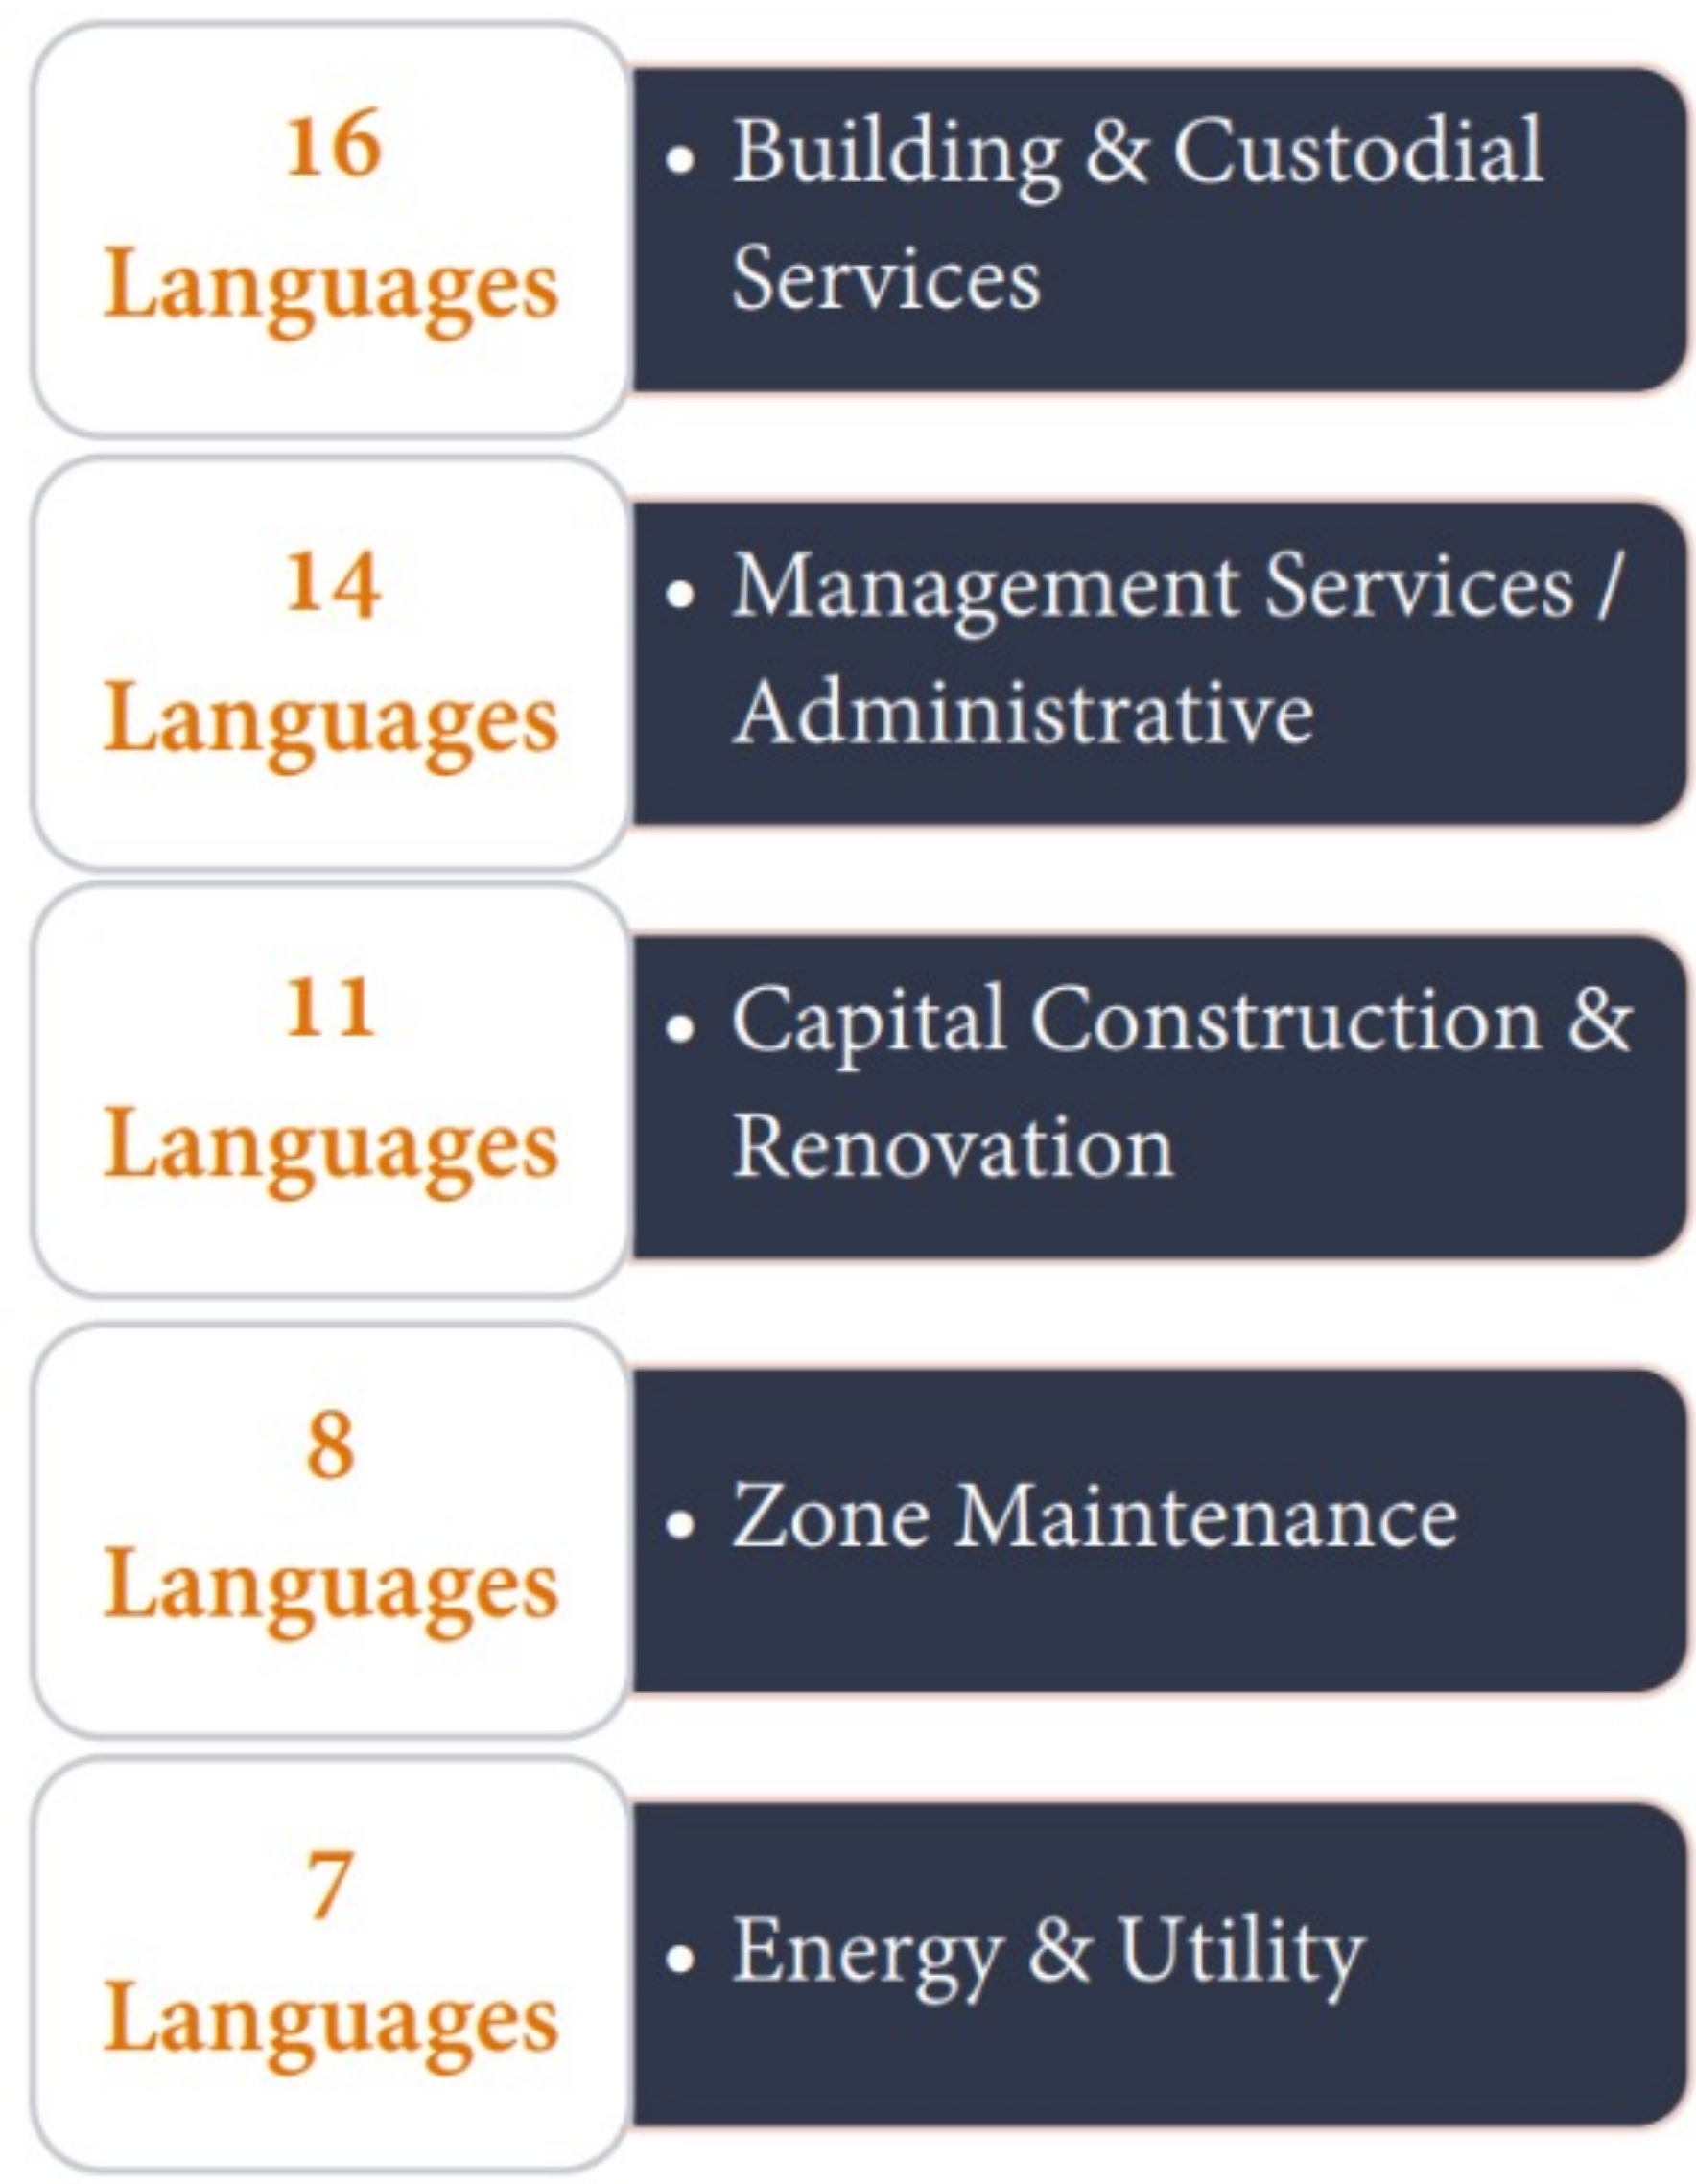 16
Languages
• Building & Custodial
Services
14
Languages
• Management Services /
Administrative
11
Languages
• Capital Construction &
Renovation
8
Languages
• Zone Maintenance
7
Languages
• Energy & Utility